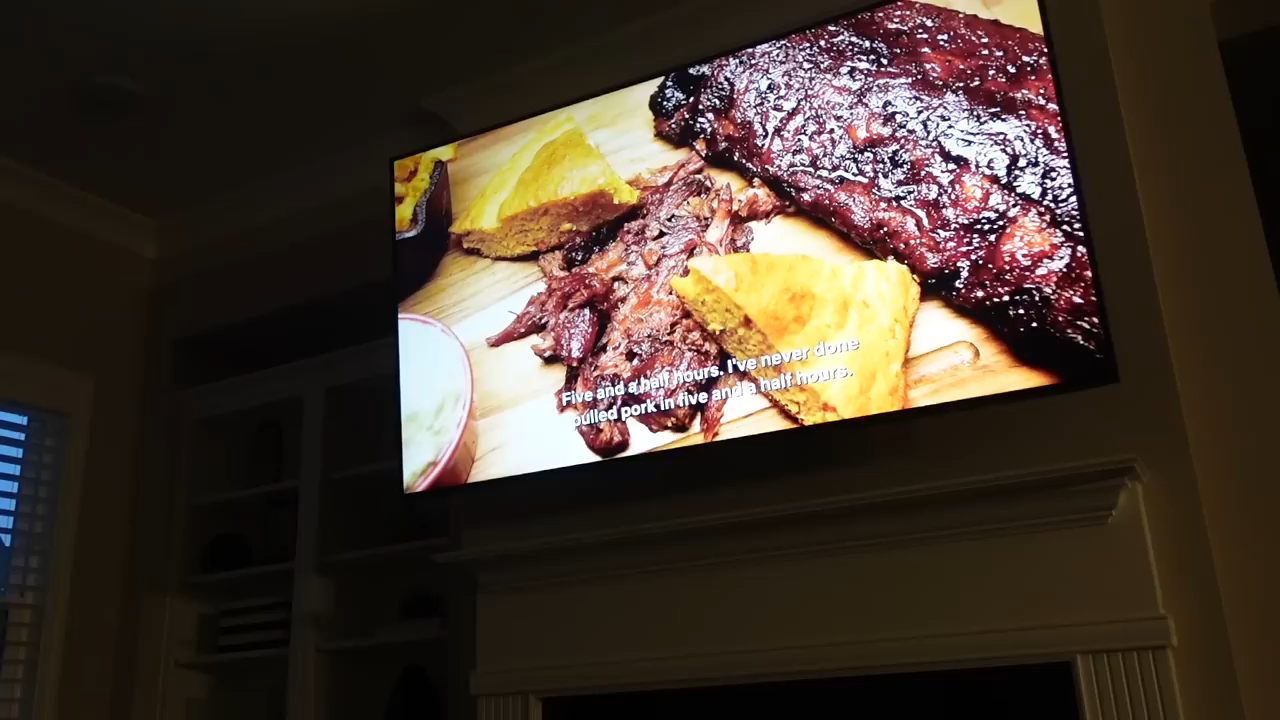 Five and a half hours. I've never done
pulled pork in five and a half hours.